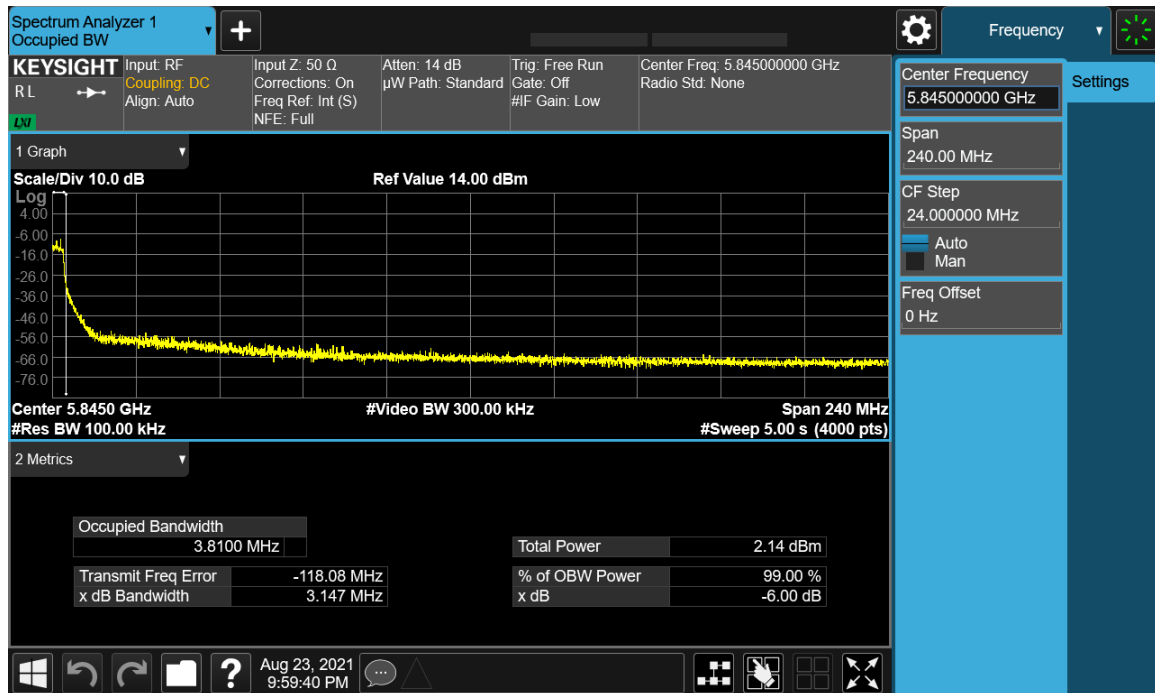 Spectrum Analyzer 1
Occupied BW
+
Frequency
KEYSIGHT
R L
LXI
Input: RF
Coupling: DC
Align: Auto
Input Z: 50 Ω
Corrections: On
Freq Ref: Int (S)
NFE: Full
Atten: 14 dB
µW Path: Standard
Trig: Free Run
Gate: Off
#IF Gain: Low
Center Freq: 5.845000000 GHz
Radio Std: None
Center Frequency
5.845000000 GHz
Settings
Span
240.00 MHz
CF Step
24.000000 MHz
Auto
Man
Freq Offset
0 Hz
1 Graph
Scale/Div 10.0 dB
Ref Value 14.00 dBm
Log
4.00
-6.00
-16.0
-26.0
-36.0
-46.0
-56.0
-66.0
-76.0
Center 5.8450 GHz
#Video BW 300.00 kHz
Span 240 MHz
#Res BW 100.00 kHz
#Sweep 5.00 s (4000 pts)
2 Metrics
Occupied Bandwidth
3.8100 MHz
Total Power 2.14 dBm
Transmit Freq Error -118.08 MHz
% of OBW Power 99.00 %
x dB Bandwidth 3.147 MHz
x dB -6.00 dB
?
Aug 23, 2021
9:59:40 PM